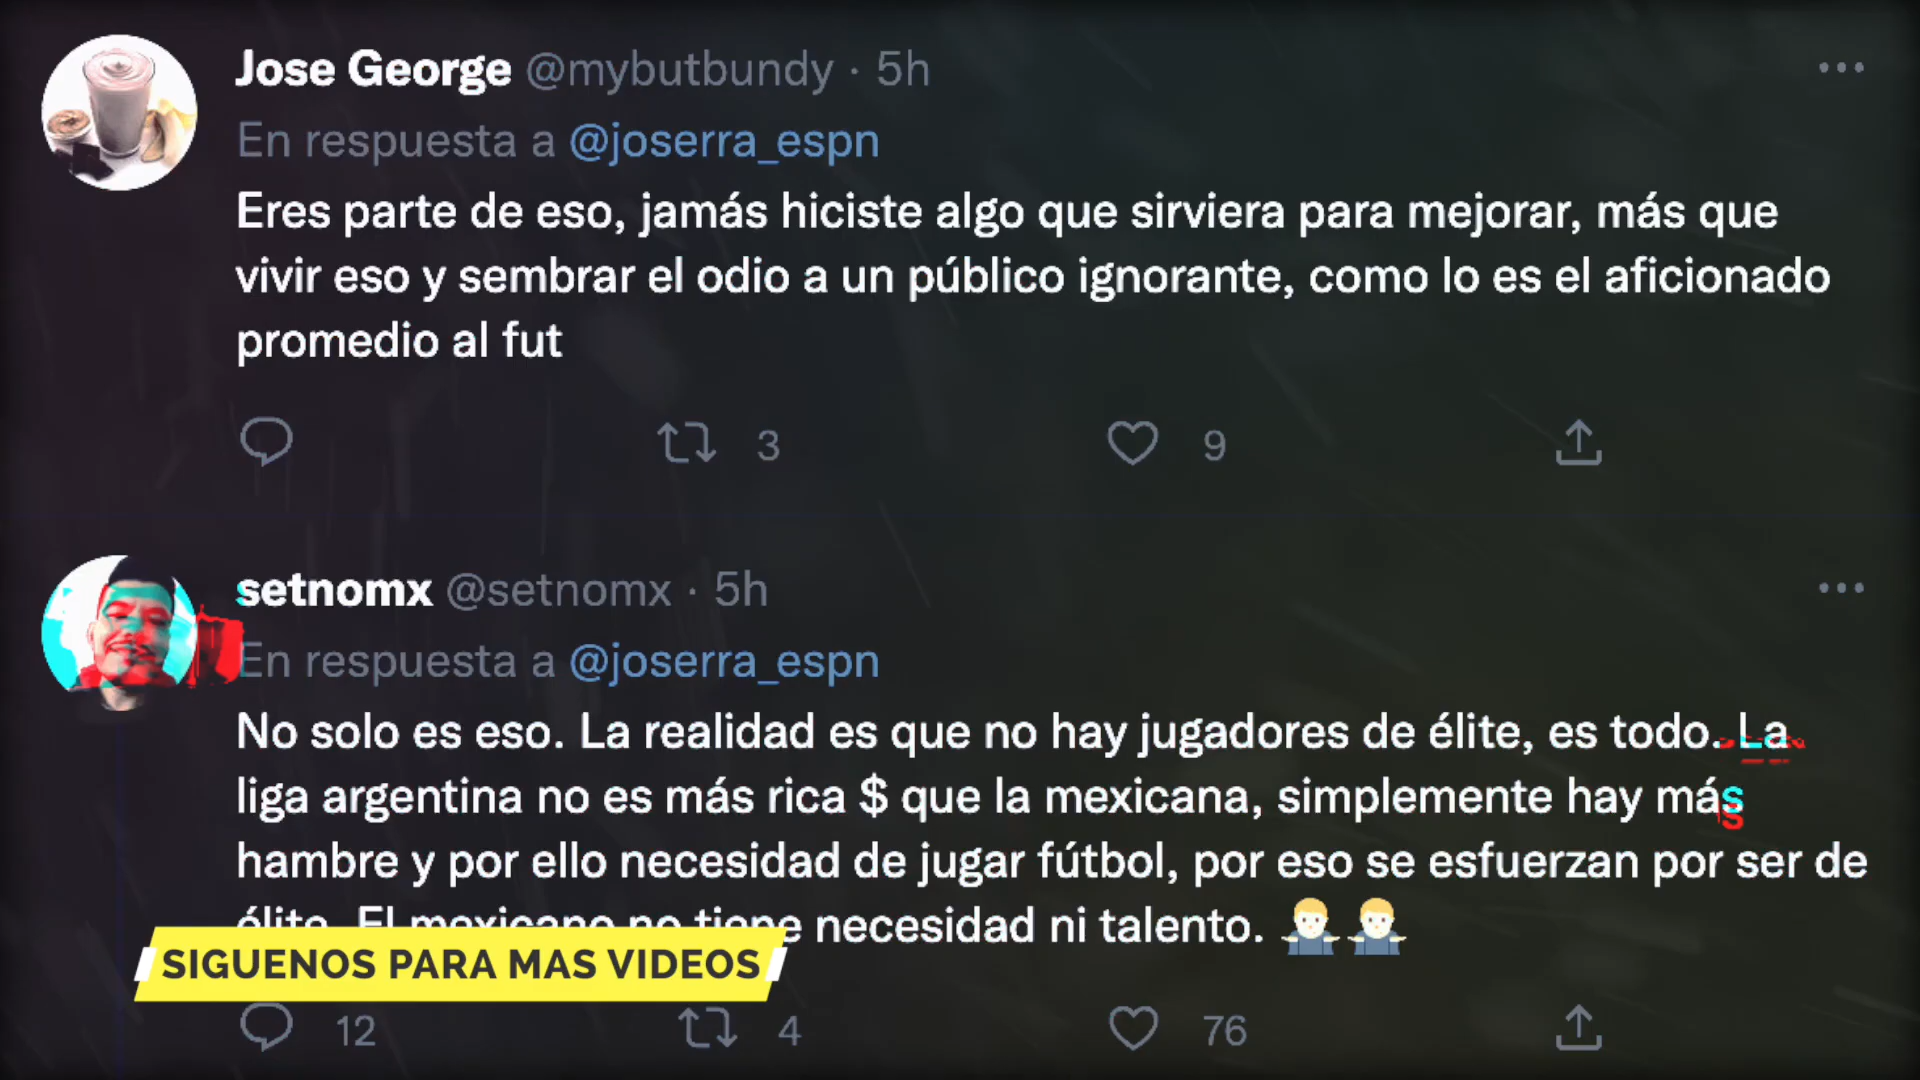 Jose George @mybutbundy · 5h
En respuesta a @joserra_espn
Eres parte de eso, jamás hiciste algo que sirviera para mejorar, más que
vivir eso y sembrar el odio a un público ignorante, como lo es el aficionado
promedio al fut
3 9
setnomx @setnomx · 5h
En respuesta a @joserra_espn
No solo es eso. La realidad es que no hay jugadores de élite, es todo. La
liga argentina no es más rica $ que la mexicana, simplemente hay más
hambre y por ello necesidad de jugar fútbol, por eso se esfuerzan por ser de
élite. El mexicano no tiene necesidad ni talento.
SIGUENOS PARA MAS VIDEOS
12 4 76